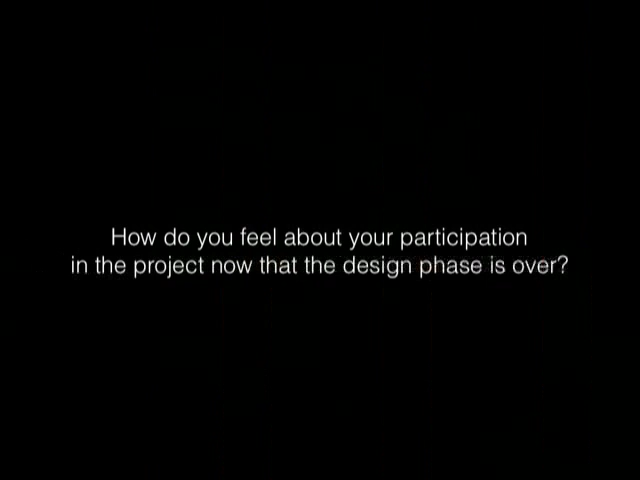 How do you feel about your participation
in the project now that the design phase is over?